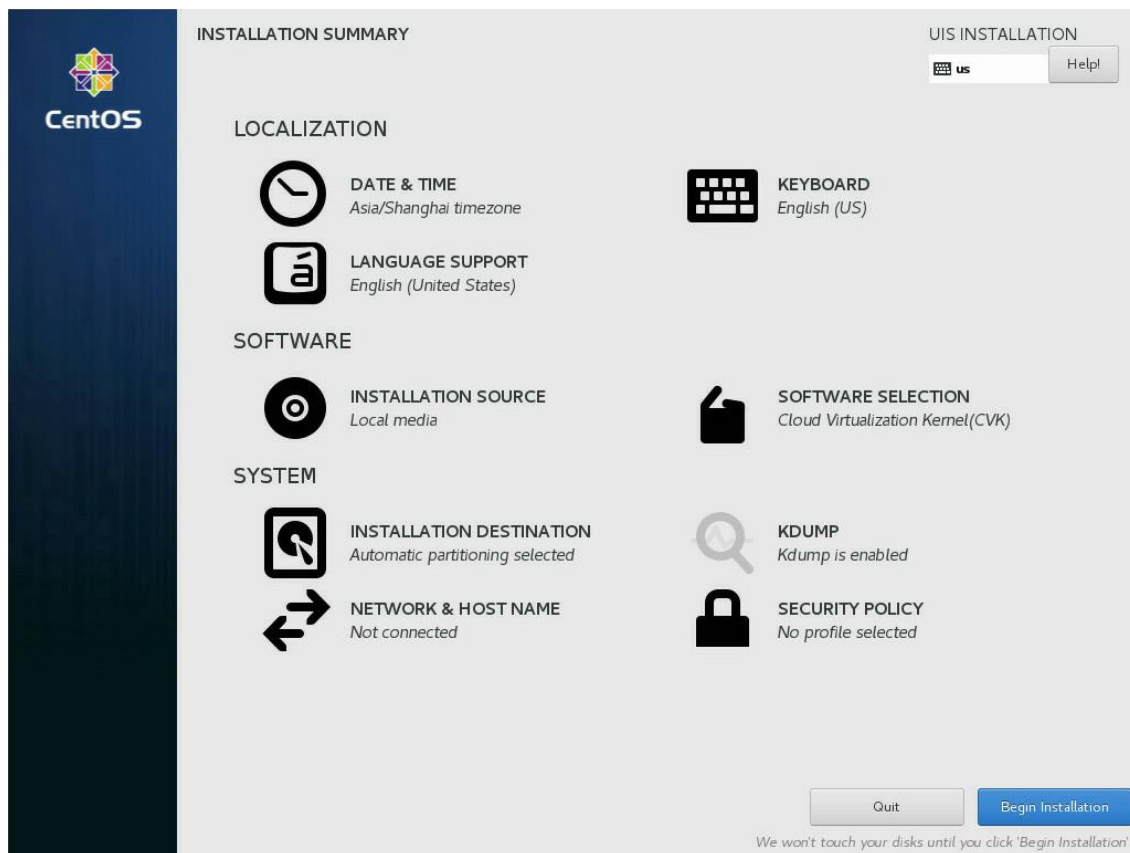 INSTALLATION SUMMARY
UIS INSTALLATION
us
Help!
CentOS
LOCALIZATION
DATE & TIME
Asia/Shanghai timezone
KEYBOARD
English (US)
á
LANGUAGE SUPPORT
English (United States)
SOFTWARE
INSTALLATION SOURCE
Local media
SOFTWARE SELECTION
Cloud Virtualization Kernel(CVK)
SYSTEM
INSTALLATION DESTINATION
Automatic partitioning selected
KDUMP
Kdump is enabled
NETWORK & HOST NAME
Not connected
SECURITY POLICY
No profile selected
Quit
Begin Installation
We won't touch your disks until you click 'Begin Installation'